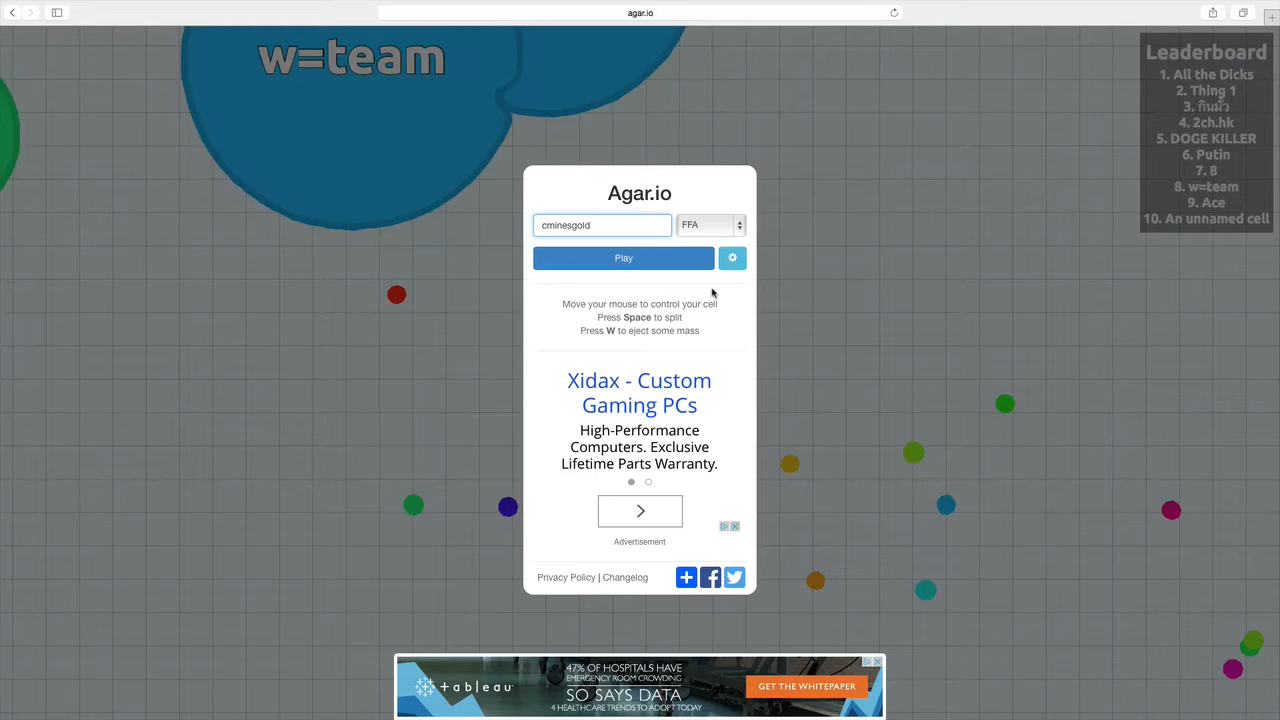 agar.io
w=team
Leaderboard
1. All the Dicks
2. Thing 1
3. กินมั่ว
4. 2ch.hk
5. DOGE KILLER
6. Putin
7. 8
8. w=team
9. Ace
10. An unnamed cell
Agar.io
cminesgold
FFA
Play
Move your mouse to control your cell
Press Space to split
Press W to eject some mass
Xidax - Custom
Gaming PCs
High-Performance
Computers. Exclusive
Lifetime Parts Warranty.
Advertisement
Privacy Policy | Changelog
+tableau
47% OF HOSPITALS HAVE
EMERGENCY ROOM CROWDING
SO SAYS DATA
4 HEALTHCARE TRENDS TO ADOPT TODAY
GET THE WHITEPAPER